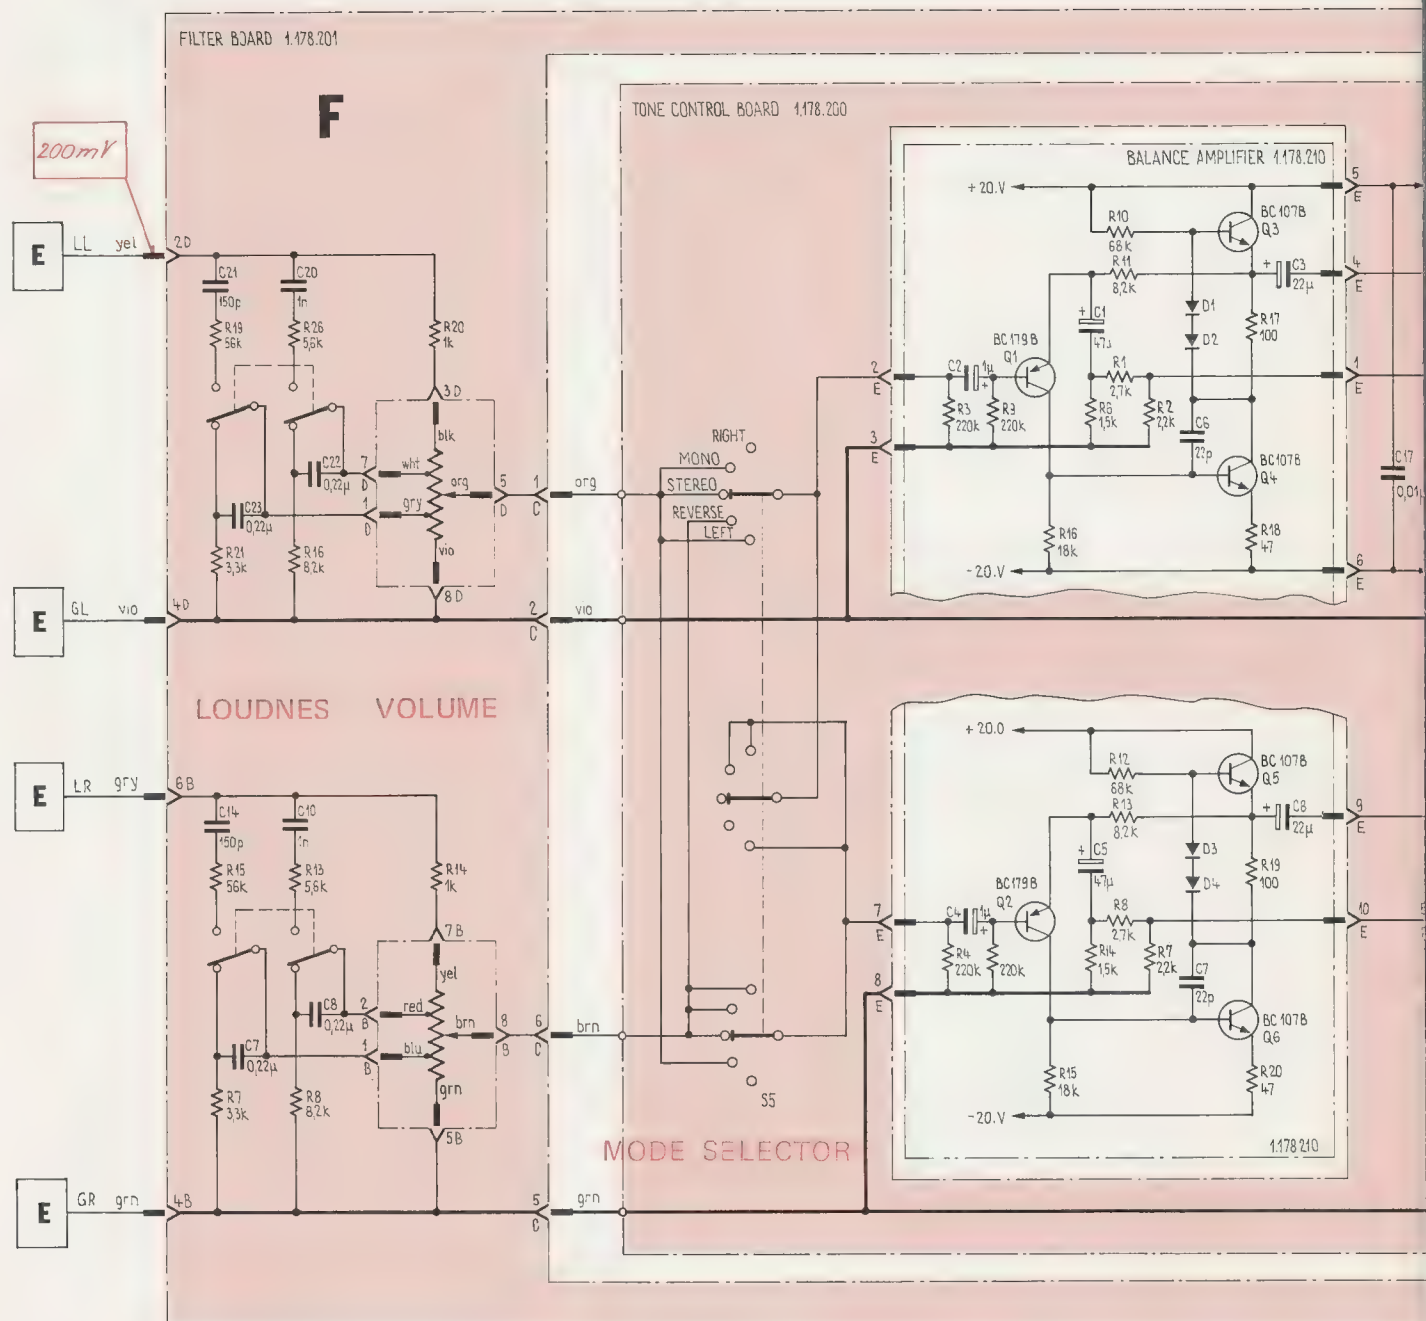 FILTER BOARD 1.178.201
F
TONE CONTROL BOARD 1.178.200
200mV
BALANCE AMPLIFIER 1.178.210
5
E
+20.V
R10
68k
BC107B
Q3
E
LL yel
2D
R11
8,2k
+ C3
22µ
4
E
C21
150p
C20
1n
R19
56k
R26
5,6k
R20
1k
+ C1
D1
D2
R17
100
BC179B
Q1
3D
2
E
C2 1µ
+
R1
2,7k
1
E
R3
220k
R9
220k
R6
1,5k
R2
2,2k
C6
22p
blk
RIGHT
MONO
STEREO
REVERSE
LEFT
3
E
BC107B
Q4
C17
C22
0,22µ
7
D
wht
org
5
D
1
C
org
C23
0,22µ
1
D
gry
R21
3,3k
R16
8,2k
vio
R16
18k
R18
47
-20.V
6
E
8D
E
GL vio
4D
2
C
vio
LOUDNES VOLUME
+20.0
R12
68k
BC107B
Q5
E
LR gry
6B
R13
8,2k
+ C8
22µ
9
E
C14
150p
C10
1n
R15
56k
R13
5,6k
R14
1k
+ C5
47µ
D3
D4
R19
100
BC179B
Q2
7B
7
E
C4 1µ
+
R8
2,7k
10
E
R4
220k
220k
R14
1,5k
R7
2,2k
C7
22p
yel
8
E
BC107B
Q6
C8
0,22µ
2
B
red
brn
8
B
6
C
brn
C7
0,22µ
1
B
blu
R7
3,3k
R8
8,2k
grn
R15
18k
R20
47
S5
-20.V
5B
MODE SELECTOR
1.178.210
E
GR grn
4B
5
C
grn